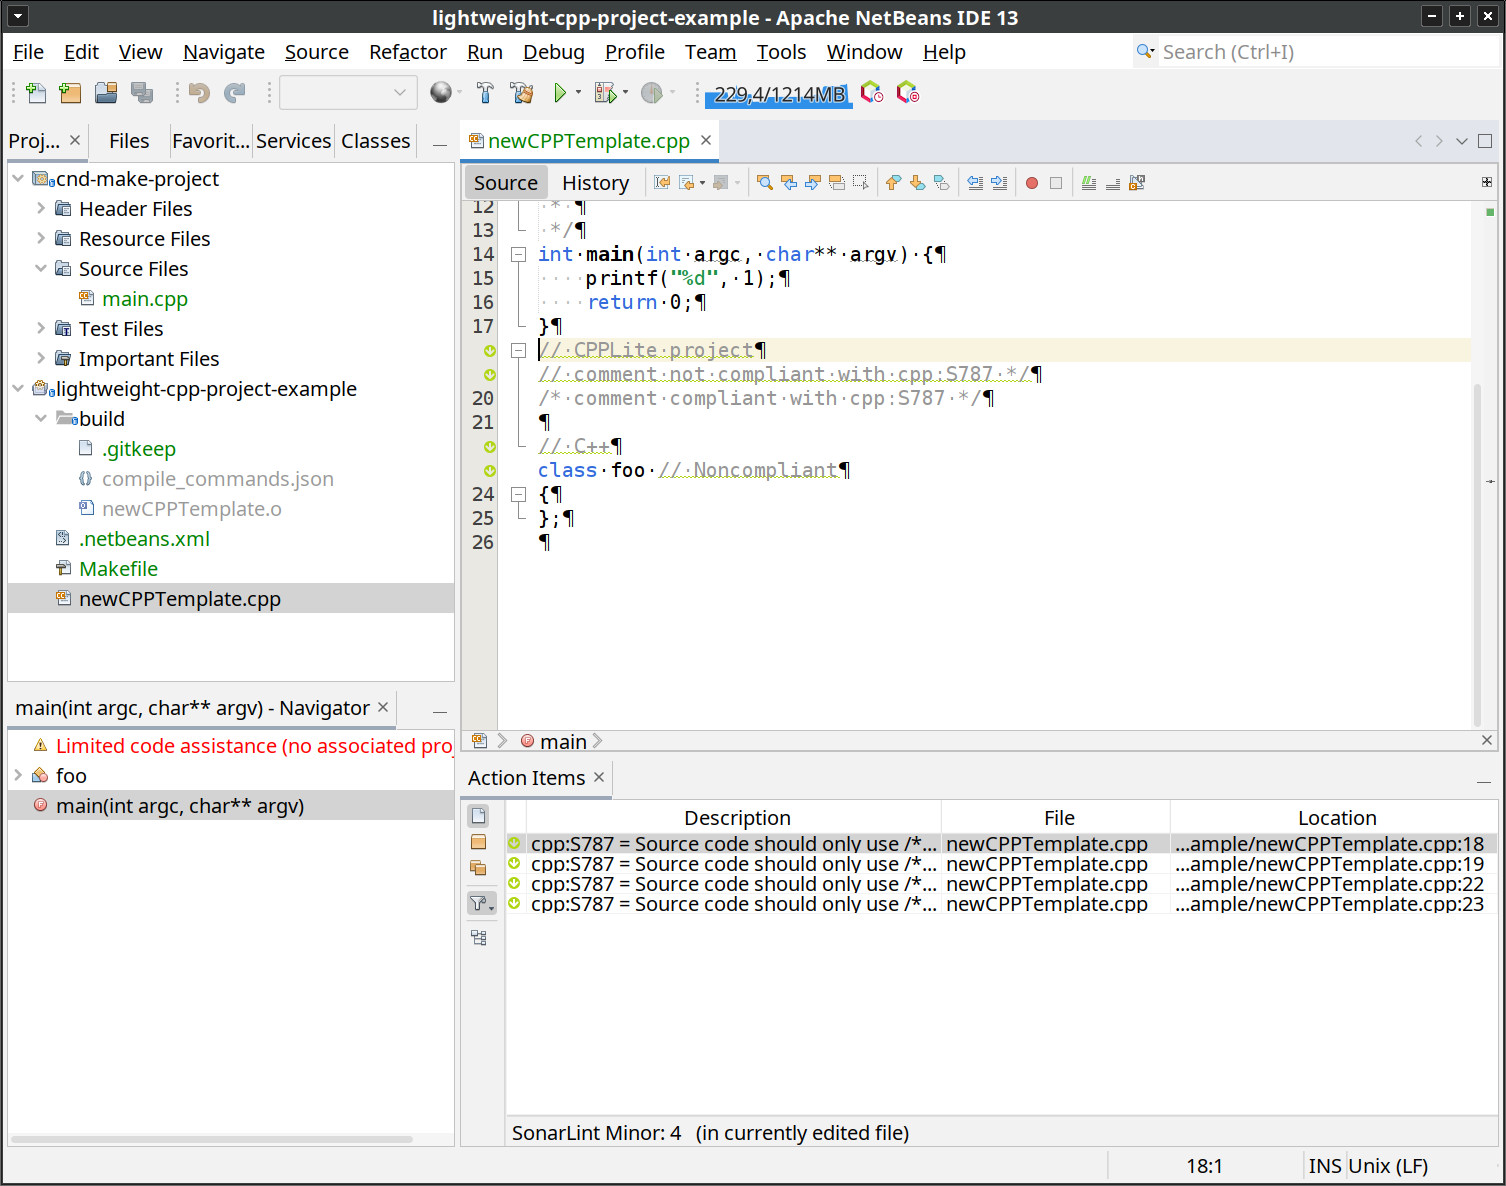 lightweight-cpp-project-example - Apache NetBeans IDE 13
File Edit View Navigate Source Refactor Run Debug Profile Team Tools Window Help Search (Ctrl+I)
229,4/1214MB
Proj... Files Favorit... Services Classes
cnd-make-project
Header Files
Resource Files
Source Files
main.cpp
Test Files
Important Files
lightweight-cpp-project-example
build
.gitkeep
compile_commands.json
newCPPTemplate.o
.netbeans.xml
Makefile
newCPPTemplate.cpp
main(int argc, char** argv) - Navigator
Limited code assistance (no associated proj
foo
main(int argc, char** argv)
newCPPTemplate.cpp
Source History
12 ·*·¶
13 ·*/¶
14 int·main(int·argc,·char**·argv)·{¶
15 ····printf("%d",·1);¶
16 ····return·0;¶
17 }¶
//·CPPLite·project¶
//·comment·not·compliant·with·cpp:S787·*/¶
20 /*·comment·compliant·with·cpp:S787·*/¶
21 ¶
//·C++¶
class·foo·//·Noncompliant¶
24 {¶
25 };¶
26 ¶
main
Action Items
Description File Location
cpp:S787 = Source code should only use /*... newCPPTemplate.cpp ...ample/newCPPTemplate.cpp:18
cpp:S787 = Source code should only use /*... newCPPTemplate.cpp ...ample/newCPPTemplate.cpp:19
cpp:S787 = Source code should only use /*... newCPPTemplate.cpp ...ample/newCPPTemplate.cpp:22
cpp:S787 = Source code should only use /*... newCPPTemplate.cpp ...ample/newCPPTemplate.cpp:23
SonarLint Minor: 4 (in currently edited file)
18:1 INS Unix (LF)